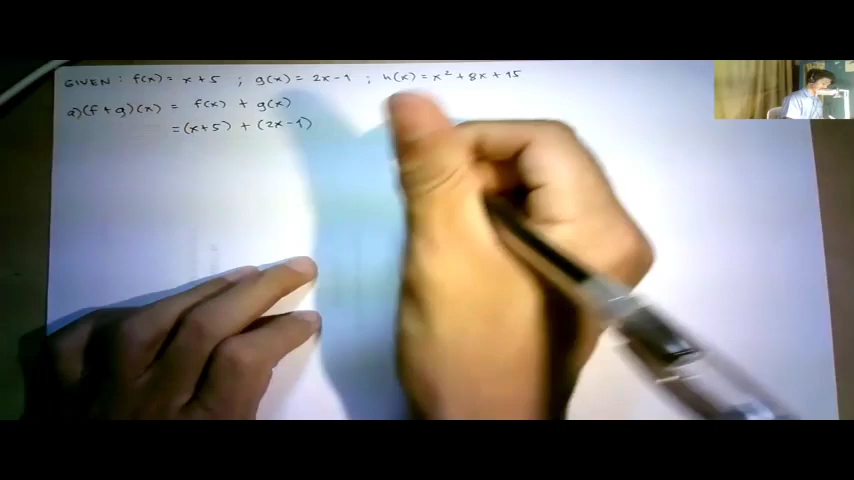 GIVEN : f(x) = x+5 ; g(x) = 2x-1 ; h(x) = x² + 8x + 15
a)(f+g)(x) = f(x) + g(x)
= (x+5) + (2x-1)